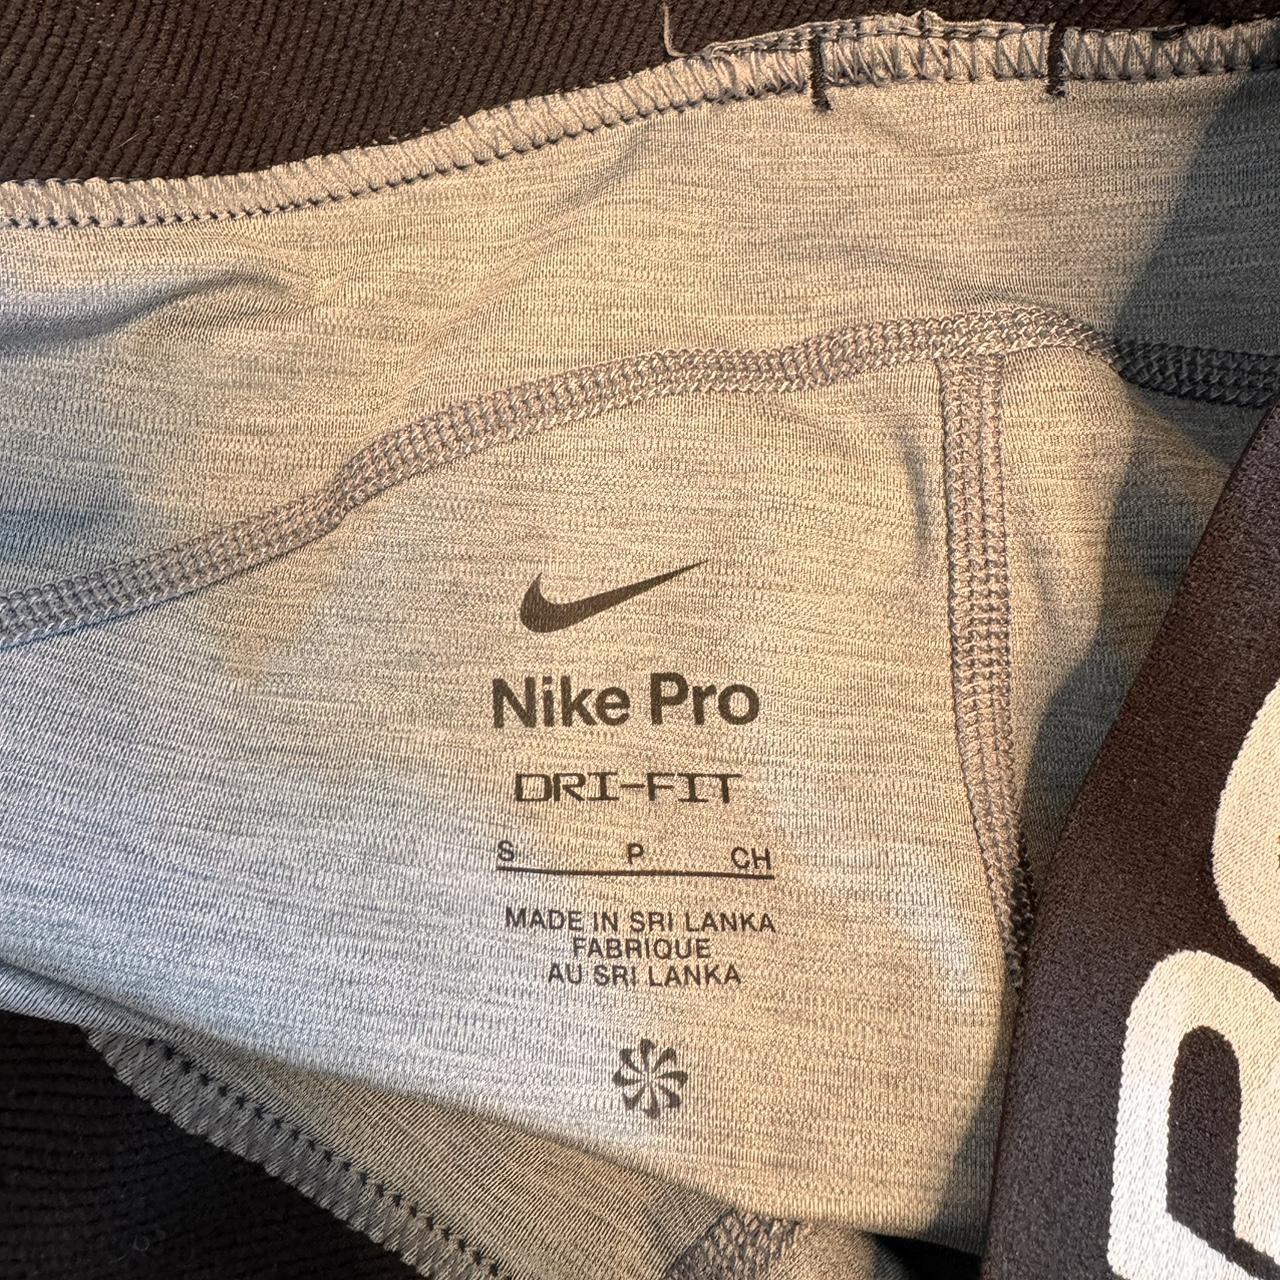 Nike Pro
DRI-FIT
S P CH
MADE IN SRI LANKA
FABRIQUE
AU SRI LANKA